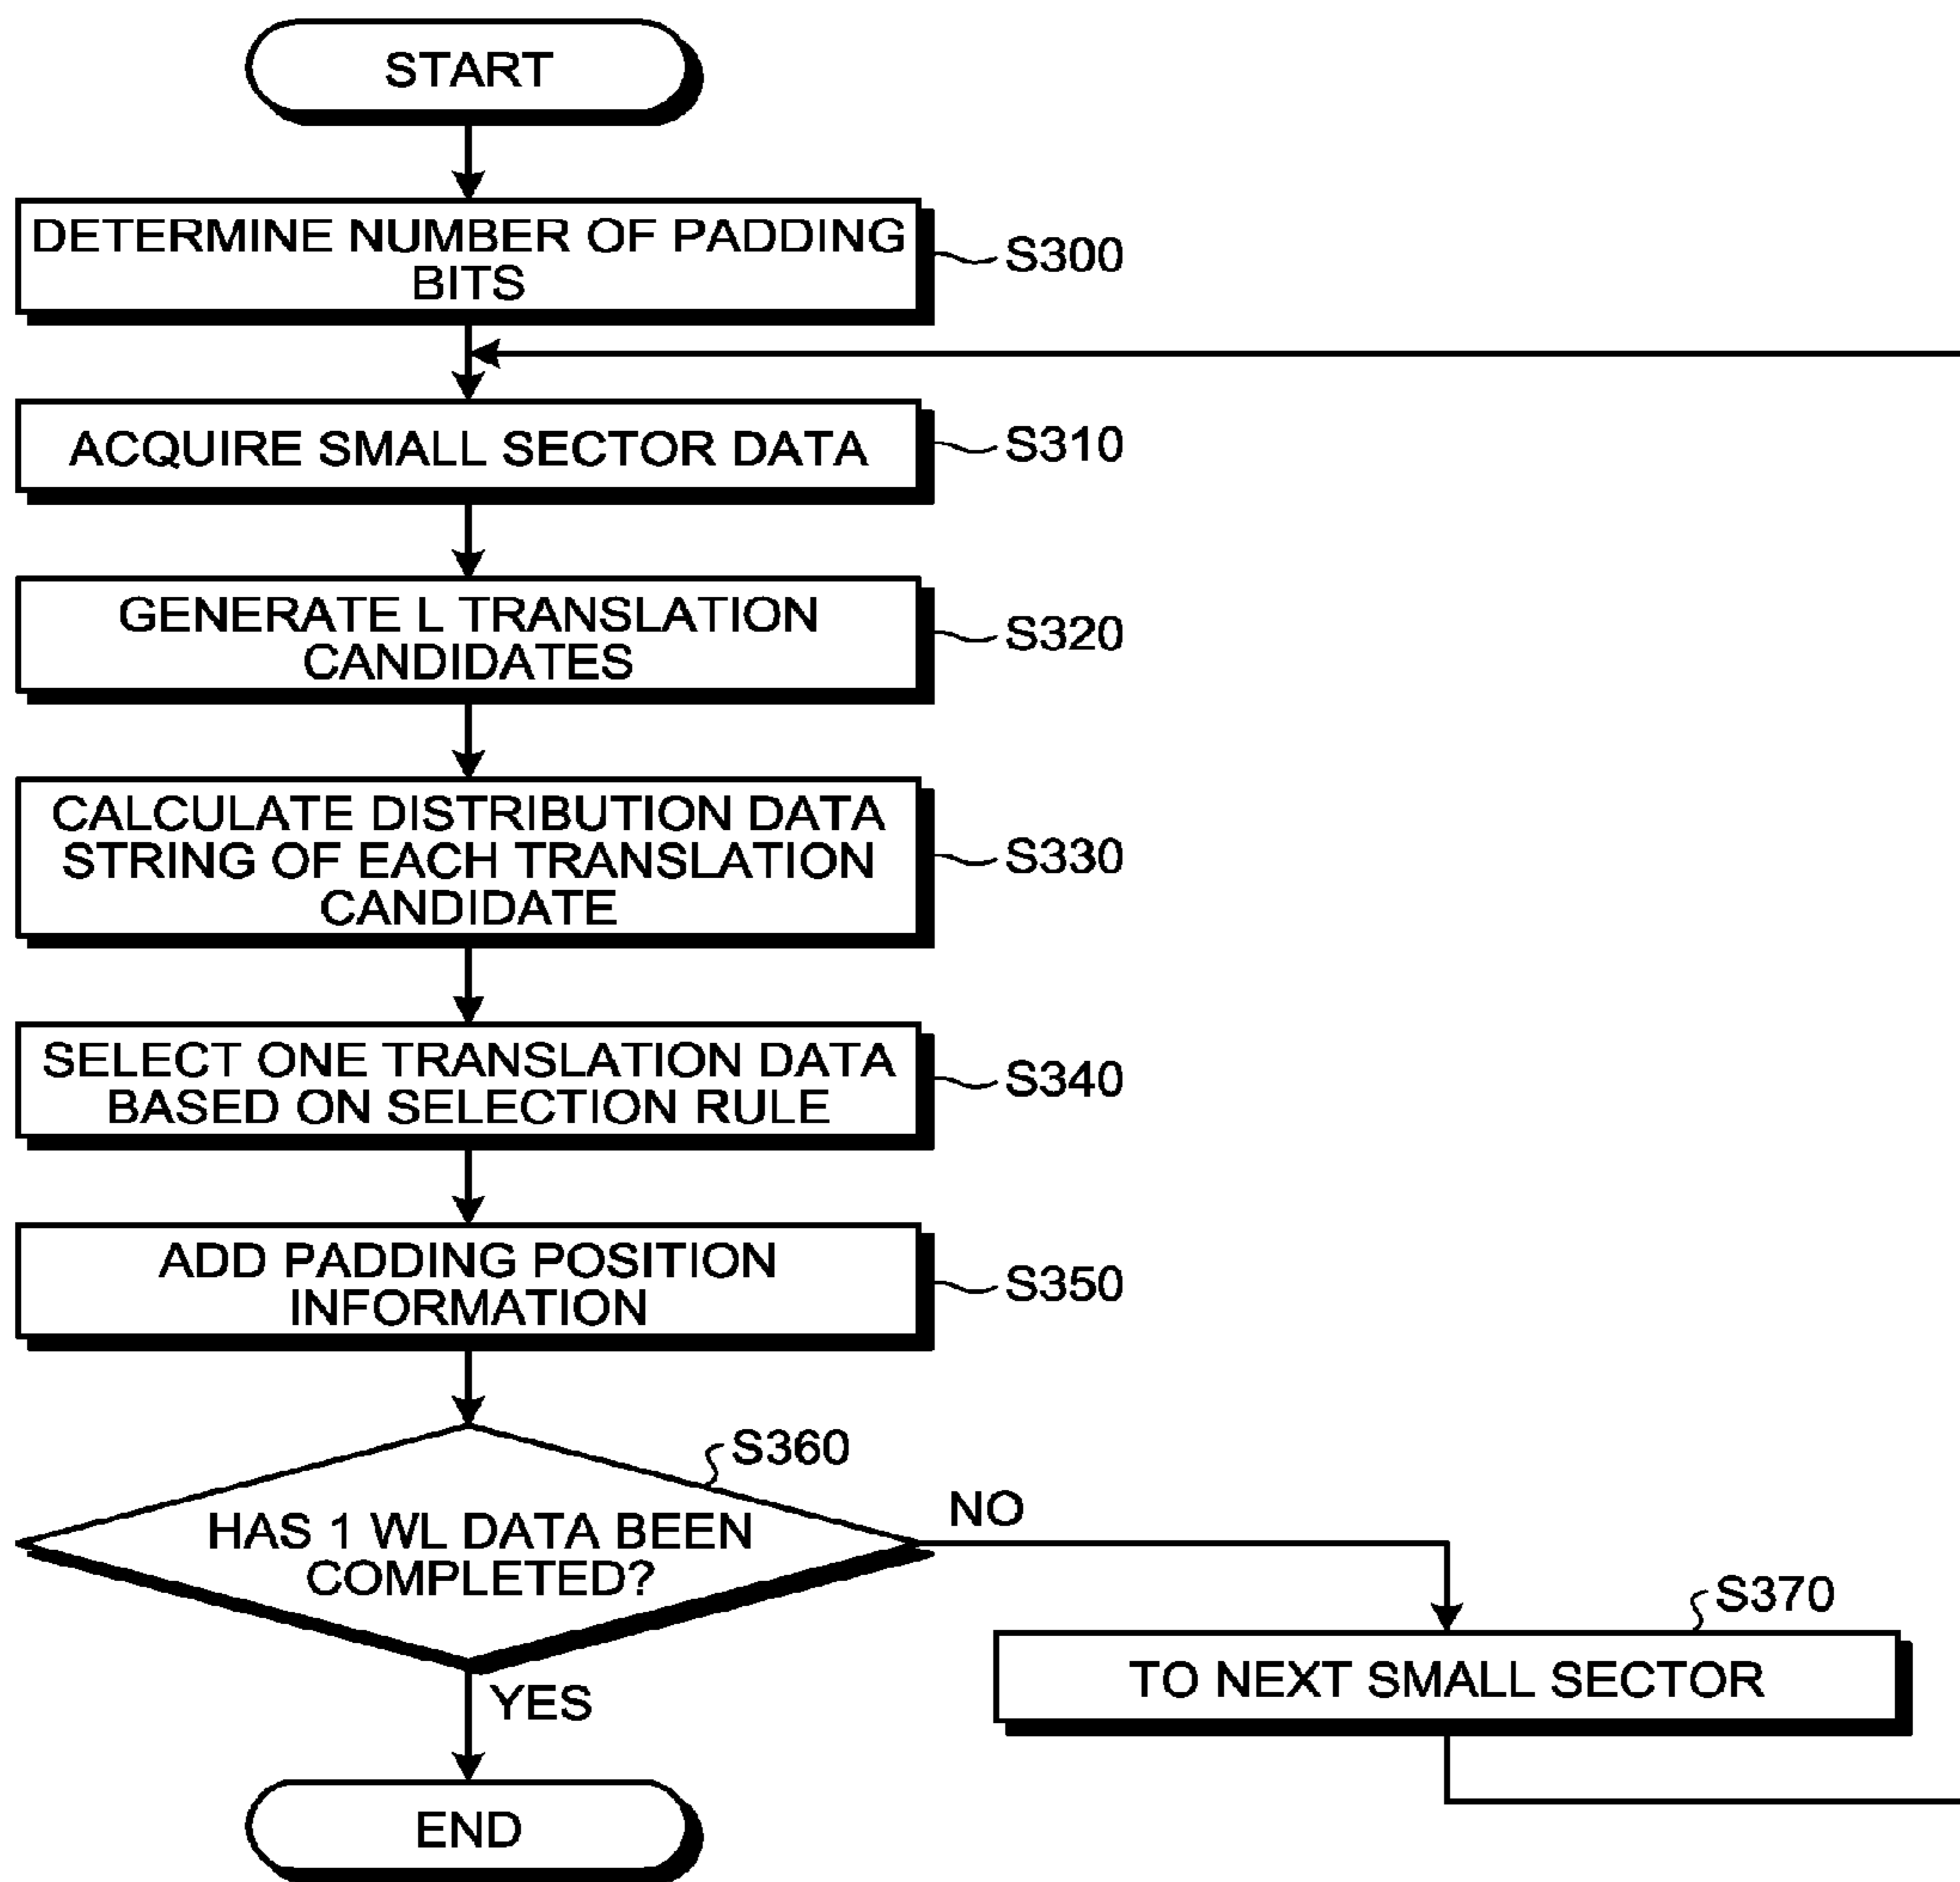 START
DETERMINE NUMBER OF PADDING
BITS
S300
ACQUIRE SMALL SECTOR DATA
S310
GENERATE L TRANSLATION
CANDIDATES
S320
CALCULATE DISTRIBUTION DATA
STRING OF EACH TRANSLATION
CANDIDATE
S330
SELECT ONE TRANSLATION DATA
BASED ON SELECTION RULE
S340
ADD PADDING POSITION
INFORMATION
S350
S360
HAS 1 WL DATA BEEN
COMPLETED?
NO
S370
TO NEXT SMALL SECTOR
YES
END